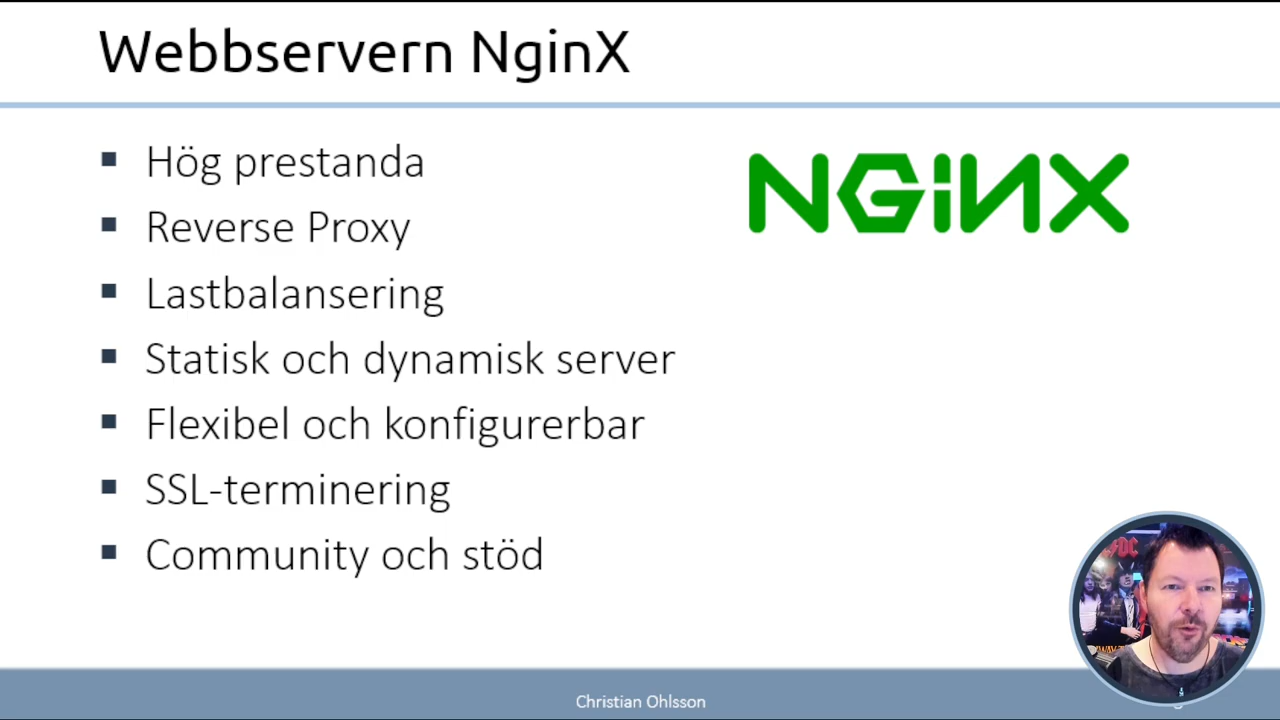 Webbservern NginX
▪ Hög prestanda
▪ Reverse Proxy
▪ Lastbalansering
▪ Statisk och dynamisk server
▪ Flexibel och konfigurerbar
▪ SSL-terminering
▪ Community och stöd
NGiNX
Christian Ohlsson